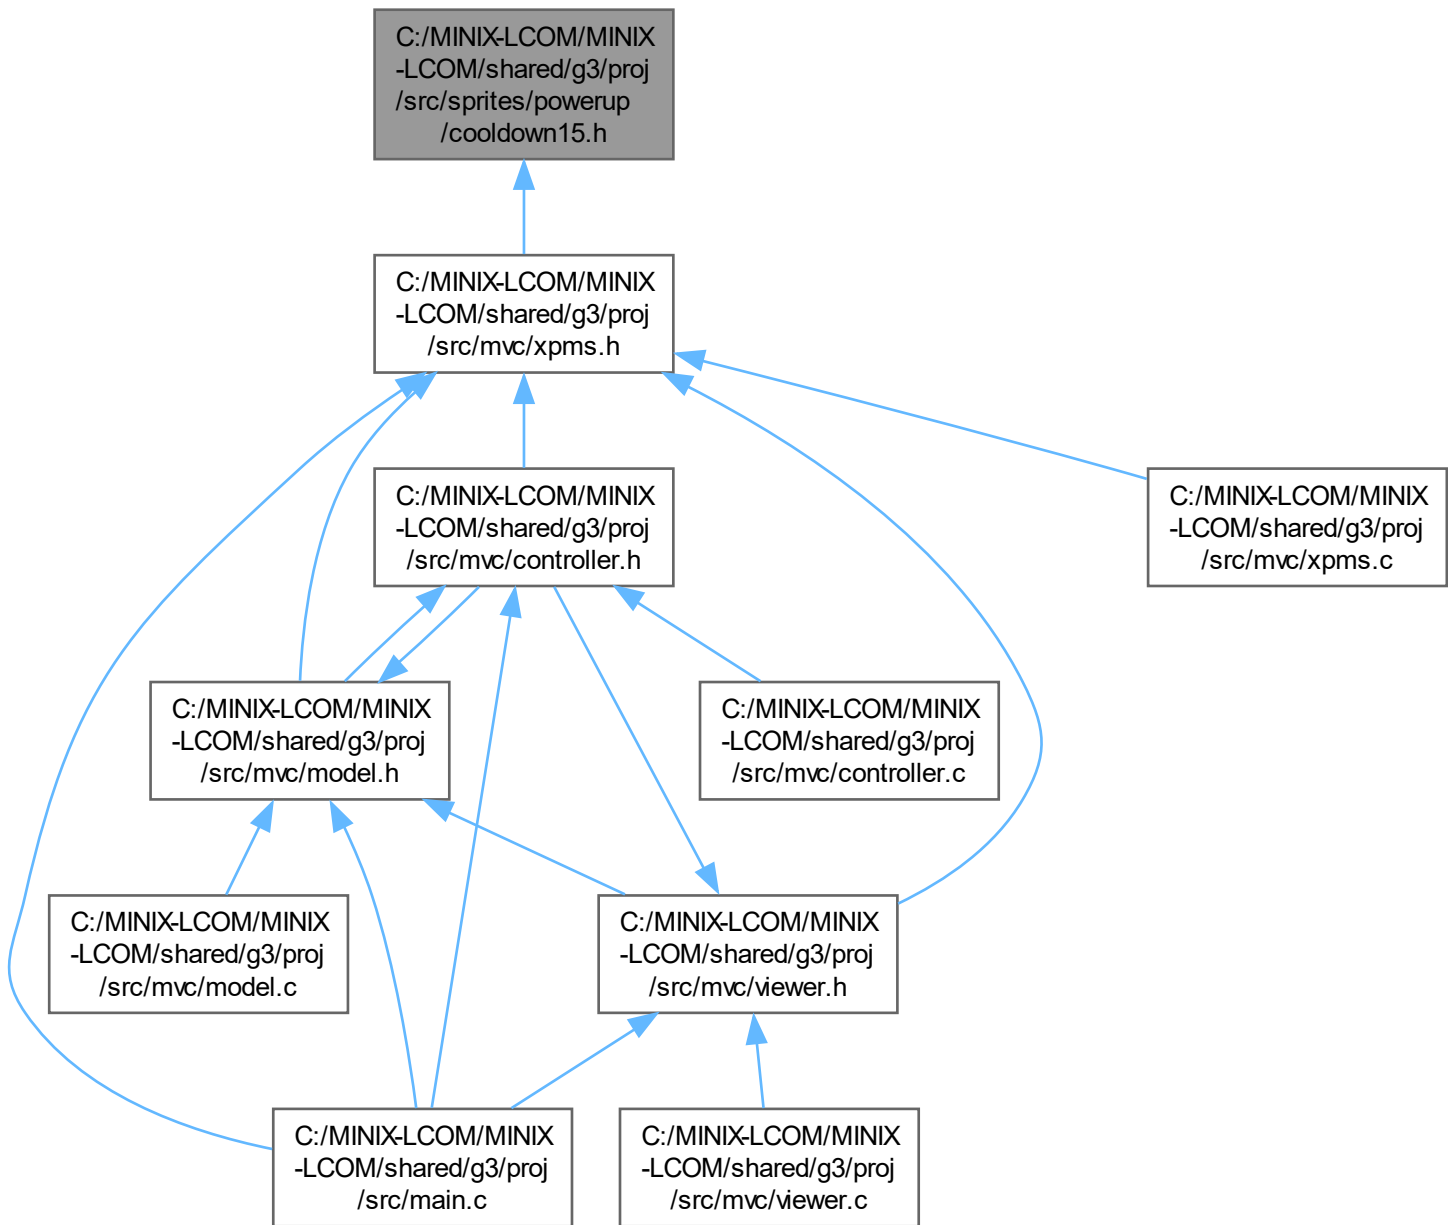 C:/MINIX-LCOM/MINIX
-LCOM/shared/g3/proj
/src/sprites/powerup
/cooldown15.h
C:/MINIX-LCOM/MINIX
-LCOM/shared/g3/proj
/src/mvc/xpms.h
C:/MINIX-LCOM/MINIX
-LCOM/shared/g3/proj
/src/mvc/controller.h
C:/MINIX-LCOM/MINIX
-LCOM/shared/g3/proj
/src/mvc/xpms.c
C:/MINIX-LCOM/MINIX
-LCOM/shared/g3/proj
/src/mvc/model.h
C:/MINIX-LCOM/MINIX
-LCOM/shared/g3/proj
/src/mvc/controller.c
C:/MINIX-LCOM/MINIX
-LCOM/shared/g3/proj
/src/mvc/model.c
C:/MINIX-LCOM/MINIX
-LCOM/shared/g3/proj
/src/mvc/viewer.h
C:/MINIX-LCOM/MINIX
-LCOM/shared/g3/proj
/src/main.c
C:/MINIX-LCOM/MINIX
-LCOM/shared/g3/proj
/src/mvc/viewer.c